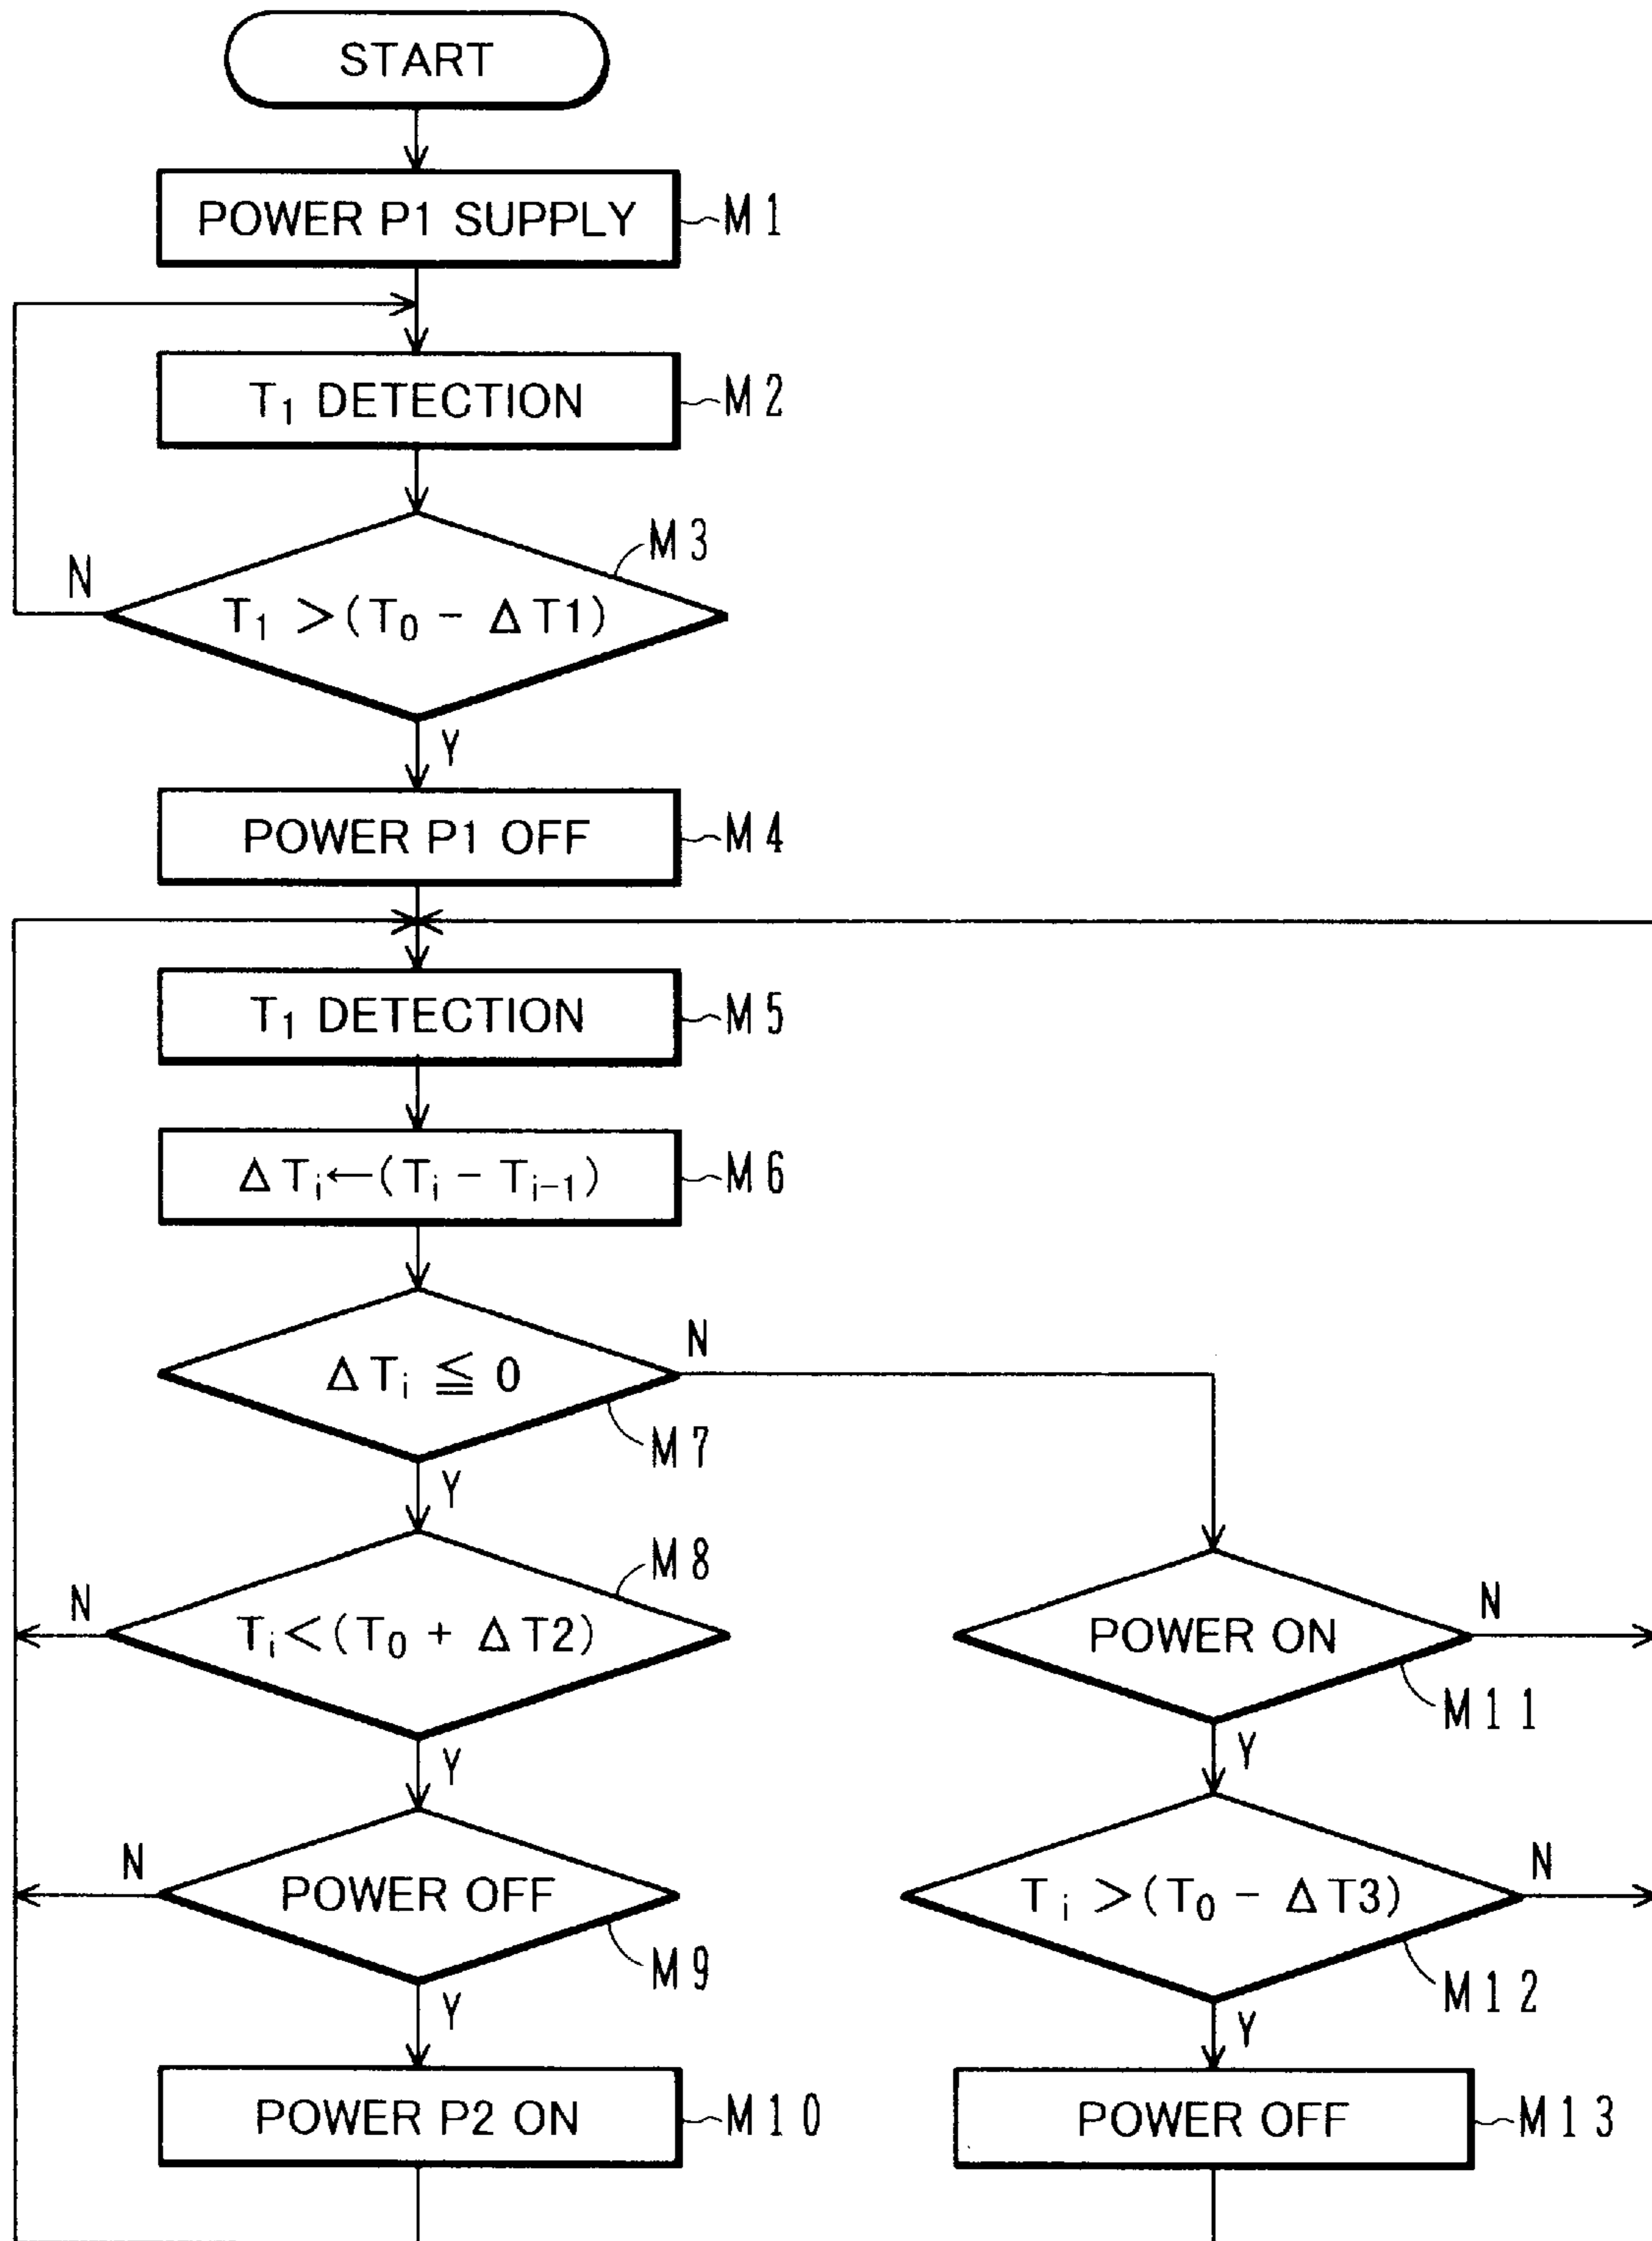 START
POWER P1 SUPPLY
M1
T₁ DETECTION
M2
M3
N
T₁ >(T₀ − ΔT1)
Y
POWER P1 OFF
M4
T₁ DETECTION
M5
ΔTᵢ←(Tᵢ − Tᵢ₋₁)
M6
N
ΔTᵢ ≦ 0
M7
Y
M8
N
Tᵢ<(T₀ + ΔT2)
Y
N
POWER OFF
M9
Y
POWER P2 ON
M10
POWER ON
N
M11
Y
Tᵢ >(T₀ − ΔT3)
N
M12
Y
POWER OFF
M13